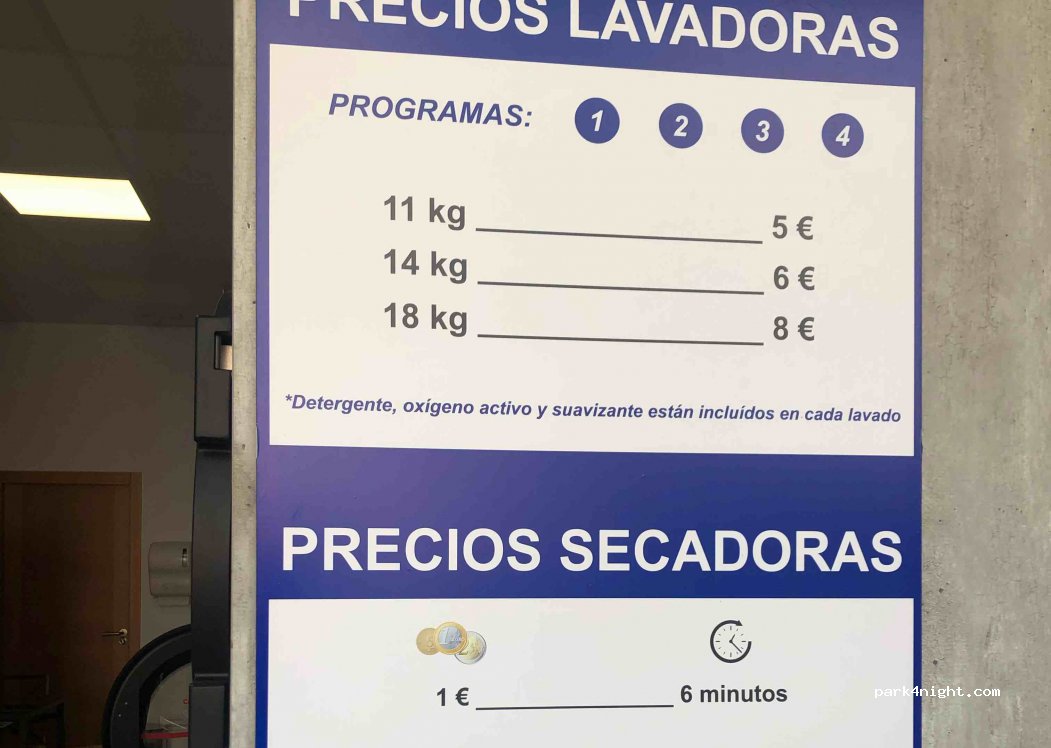 PRECIOS LAVADORAS
PROGRAMAS: 1 2 3 4
11 kg 5 €
14 kg 6 €
18 kg 8 €
*Detergente, oxígeno activo y suavizante están incluídos en cada lavado
PRECIOS SECADORAS
1 € 6 minutos
park4night.com